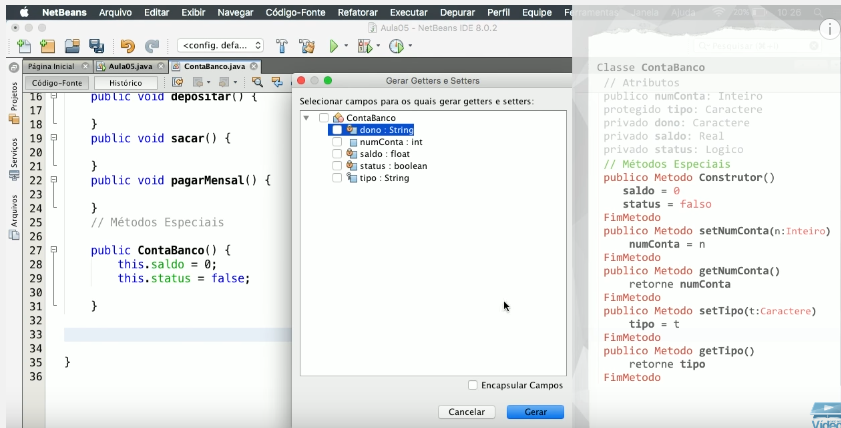 NetBeans Arquivo Editar Exibir Navegar Código-Fonte Refatorar Executar Depurar Perfil Equipe Ferramentas Janela Ajuda
Aula05 - NetBeans IDE 8.0.2
<config. defa...
Página Inicial Aula05.java ContaBanco.java
Código-Fonte Histórico
Projetos
Serviços
Arquivos
16 public void depositar() {
17
18 }
19 public void sacar() {
20
21 }
22 public void pagarMensal() {
23
24 }
25 // Métodos Especiais
26
27 public ContaBanco() {
28 this.saldo = 0;
29 this.status = false;
30
31 }
32
33
34
35 }
36
Gerar Getters e Setters
Selecionar campos para os quais gerar getters e setters:
ContaBanco
dono : String
numConta : int
saldo : float
status : boolean
tipo : String
Encapsular Campos
Cancelar Gerar
Classe ContaBanco
// Atributos
publico numConta: Inteiro
protegido tipo: Caractere
privado dono: Caractere
privado saldo: Real
privado status: Logico
// Métodos Especiais
publico Metodo Construtor()
saldo = 0
status = falso
FimMetodo
publico Metodo setNumConta(n:Inteiro)
numConta = n
FimMetodo
publico Metodo getNumConta()
retorne numConta
FimMetodo
publico Metodo setTipo(t:Caractere)
tipo = t
FimMetodo
publico Metodo getTipo()
retorne tipo
FimMetodo